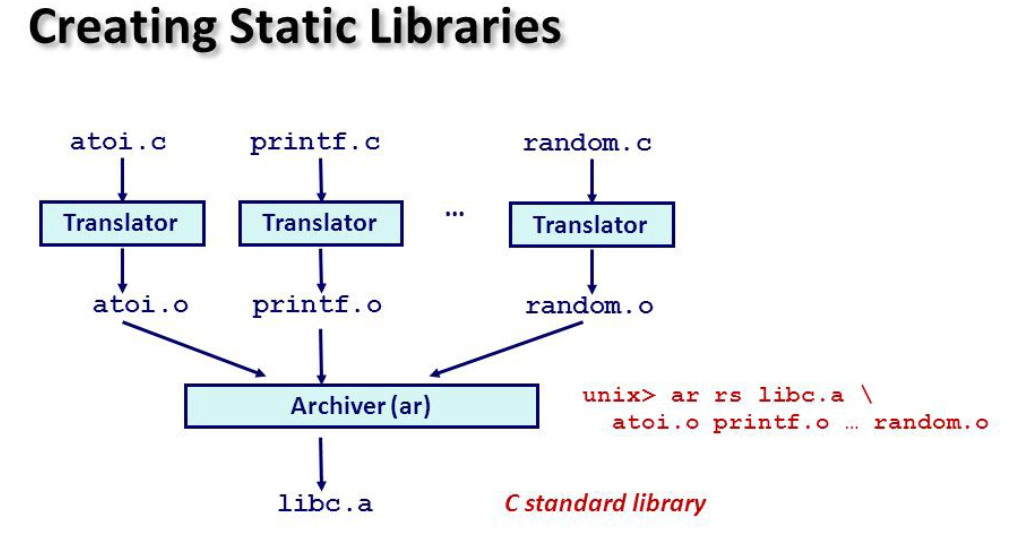 Creating Static Libraries
atoi.c printf.c random.c
Translator Translator ... Translator
atoi.o printf.o random.o
Archiver (ar)
unix> ar rs libc.a \
atoi.o printf.o … random.o
libc.a
C standard library